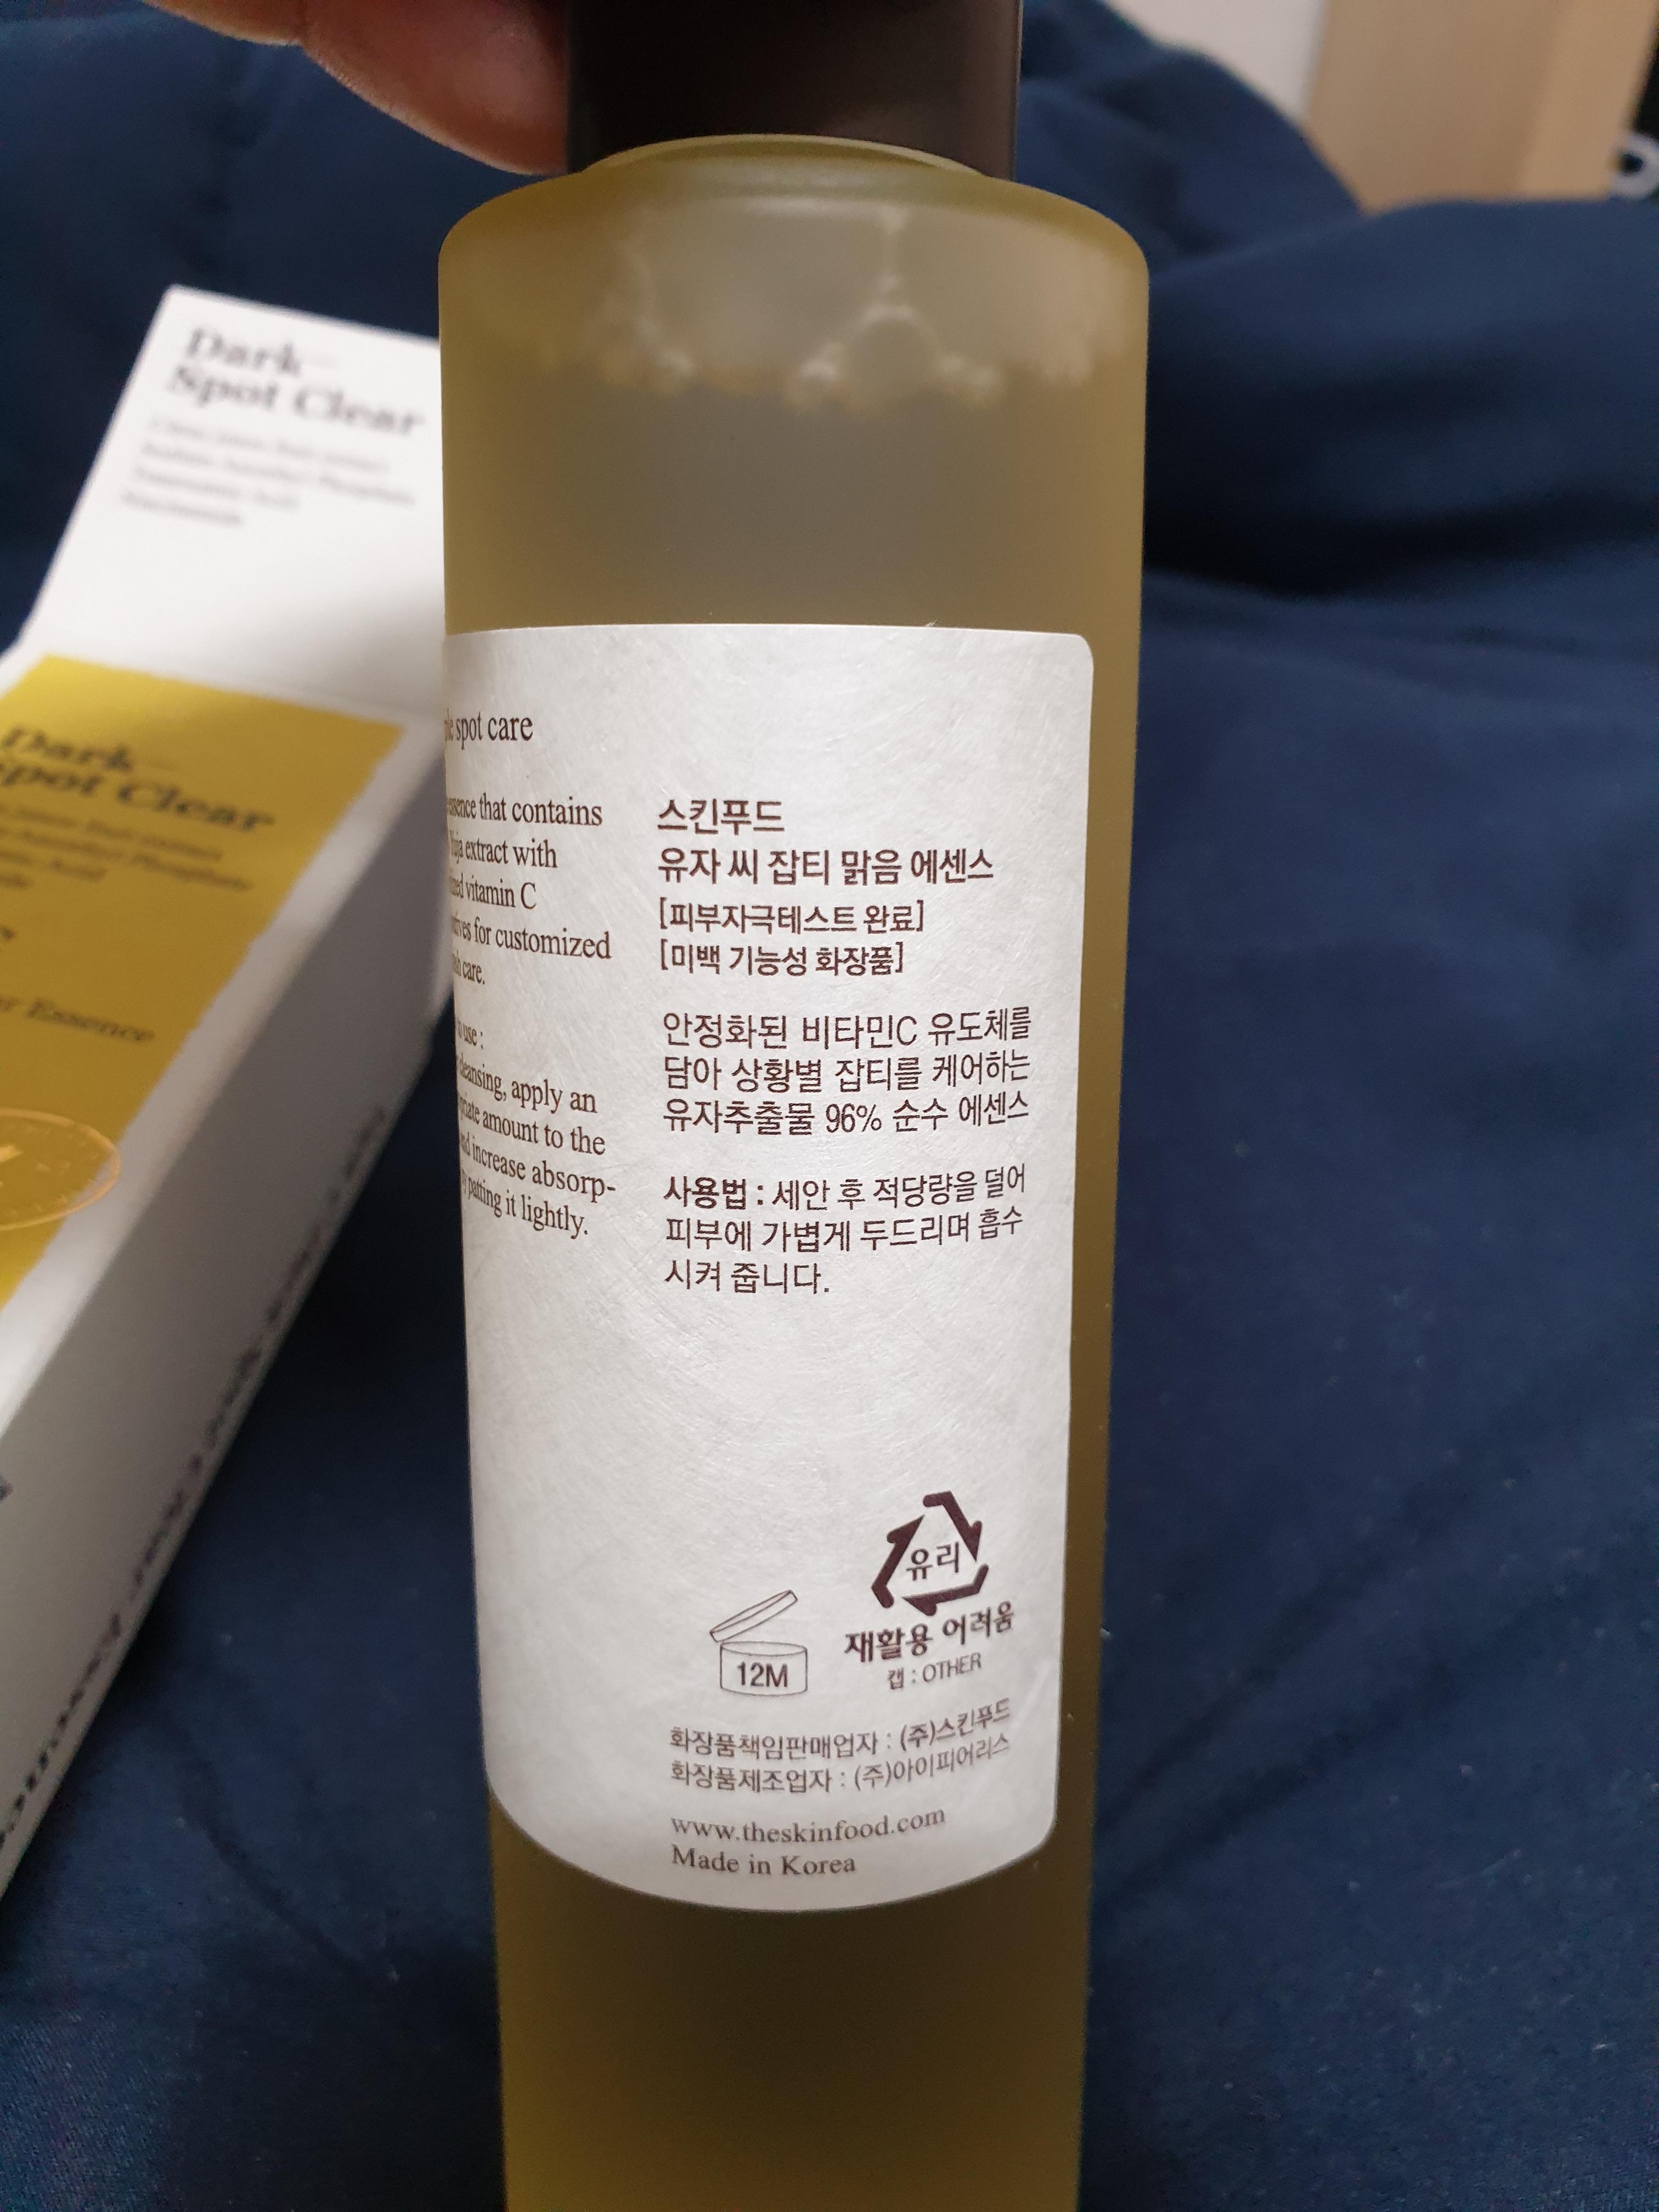 Dark
Spot Clear
Dark
Spot Clear
Essence
spot care
essence that contains
Yuja extract with
vitamin C
for customized
care.
use :
cleansing, apply an
amount to the
increase absorp-
patting it lightly.
스킨푸드
유자 씨 잡티 맑음 에센스
[피부자극테스트 완료]
[미백 기능성 화장품]
안정화된 비타민C 유도체를
담아 상황별 잡티를 케어하는
유자추출물 96% 순수 에센스
사용법 : 세안 후 적당량을 덜어
피부에 가볍게 두드리며 흡수
시켜 줍니다.
유리
재활용 어려움
캡 : OTHER
12M
화장품책임판매업자 : (주)스킨푸드
화장품제조업자 : (주)아이피어리스
www.theskinfood.com
Made in Korea